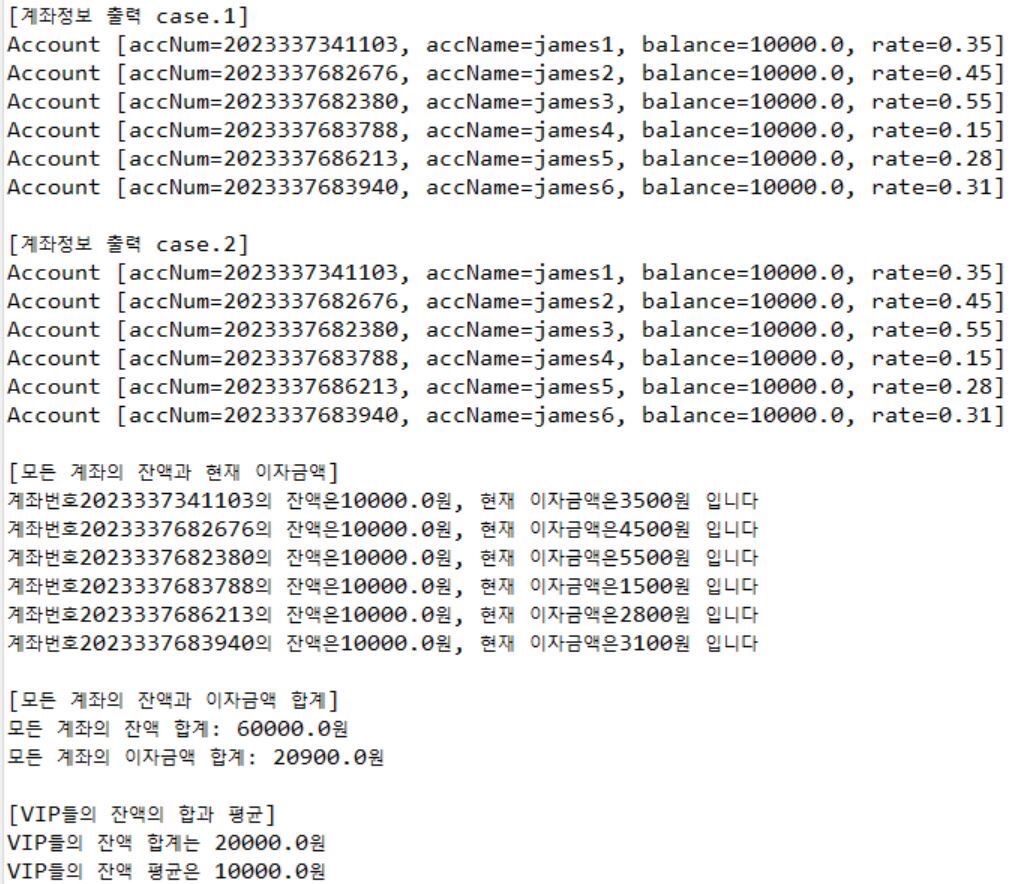 [계좌정보 출력 case.1]
Account [accNum=2023337341103, accName=james1, balance=10000.0, rate=0.35]
Account [accNum=2023337682676, accName=james2, balance=10000.0, rate=0.45]
Account [accNum=2023337682380, accName=james3, balance=10000.0, rate=0.55]
Account [accNum=2023337683788, accName=james4, balance=10000.0, rate=0.15]
Account [accNum=2023337686213, accName=james5, balance=10000.0, rate=0.28]
Account [accNum=2023337683940, accName=james6, balance=10000.0, rate=0.31]
[계좌정보 출력 case.2]
Account [accNum=2023337341103, accName=james1, balance=10000.0, rate=0.35]
Account [accNum=2023337682676, accName=james2, balance=10000.0, rate=0.45]
Account [accNum=2023337682380, accName=james3, balance=10000.0, rate=0.55]
Account [accNum=2023337683788, accName=james4, balance=10000.0, rate=0.15]
Account [accNum=2023337686213, accName=james5, balance=10000.0, rate=0.28]
Account [accNum=2023337683940, accName=james6, balance=10000.0, rate=0.31]
[모든 계좌의 잔액과 현재 이자금액]
계좌번호2023337341103의 잔액은10000.0원, 현재 이자금액은3500원 입니다
계좌번호2023337682676의 잔액은10000.0원, 현재 이자금액은4500원 입니다
계좌번호2023337682380의 잔액은10000.0원, 현재 이자금액은5500원 입니다
계좌번호2023337683788의 잔액은10000.0원, 현재 이자금액은1500원 입니다
계좌번호2023337686213의 잔액은10000.0원, 현재 이자금액은2800원 입니다
계좌번호2023337683940의 잔액은10000.0원, 현재 이자금액은3100원 입니다
[모든 계좌의 잔액과 이자금액 합계]
모든 계좌의 잔액 합계: 60000.0원
모든 계좌의 이자금액 합계: 20900.0원
[VIP들의 잔액의 합과 평균]
VIP들의 잔액 합계는 20000.0원
VIP들의 잔액 평균은 10000.0원